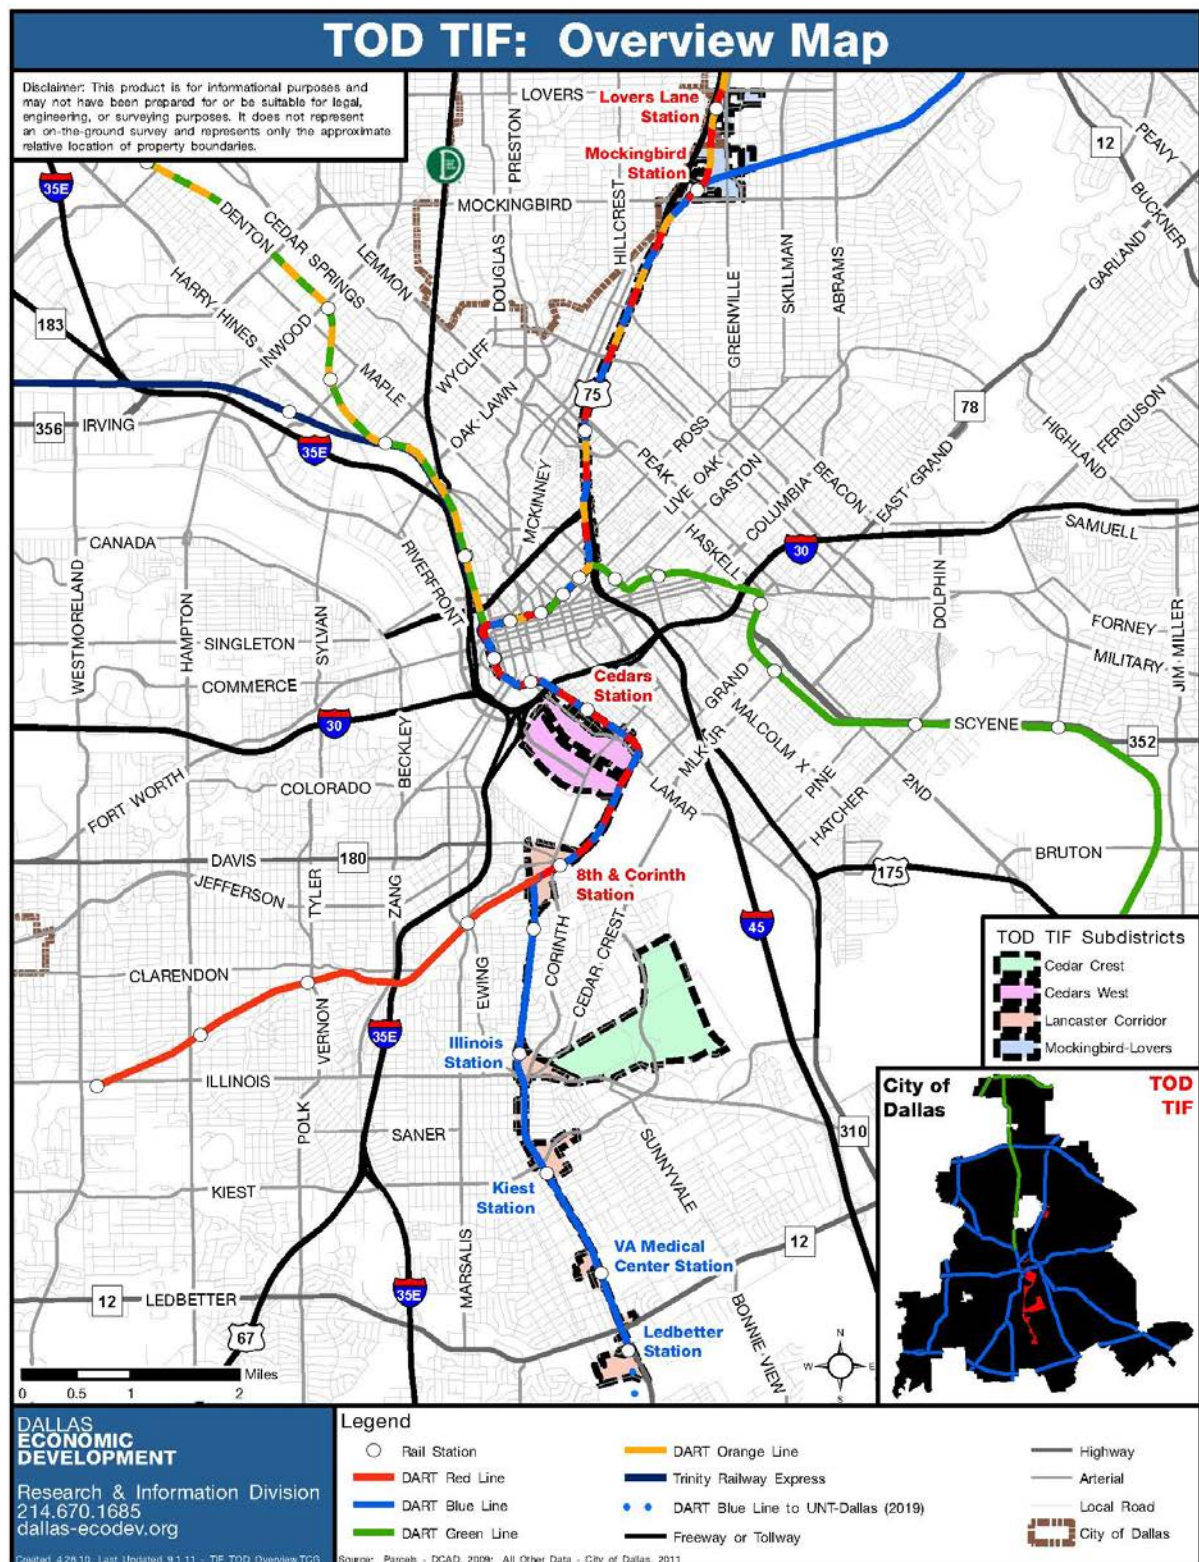 TOD TIF: Overview Map
Disclaimer: This product is for informational purposes and
may not have been prepared for or be suitable for legal,
engineering, or surveying purposes. It does not represent
an on-the-ground survey and represents only the approximate
relative location of property boundaries.
LOVERS
Lovers Lane
Station
PRESTON
HILLCREST
12
PEAVY
BUCKNER
Mockingbird
Station
35E
MOCKINGBIRD
DENTON
CEDAR SPRINGS
LEMMON
DOUGLAS
GREENVILLE
SKILLMAN
ABRAMS
GARLAND
HARRY HINES
183
INWOOD
MAPLE
WYCLIFF
OAK LAWN
75
78
356
IRVING
35E
ROSS
PEAK
LIVE OAK
GASTON
COLUMBIA
BEACON
EAST GRAND
HIGHLAND
FERGUSON
MCKINNEY
HASKELL
30
SAMUELL
CANADA
RIVERFRONT
WESTMORELAND
HAMPTON
SYLVAN
SINGLETON
COMMERCE
DOLPHIN
FORNEY
MILITARY
JIM MILLER
Cedars
Station
GRAND
MALCOLM X
MLK JR
30
BECKLEY
SCYENE
352
COLORADO
FORT WORTH
LAMAR
PINE
HATCHER
2ND
DAVIS
180
JEFFERSON
TYLER
ZANG
8th & Corinth
Station
175
BRUTON
45
CLARENDON
VERNON
EWING
CORINTH
CEDAR CREST
TOD TIF Subdistricts
Cedar Crest
Cedars West
Lancaster Corridor
Mockingbird-Lovers
35E
Illinois
Station
ILLINOIS
POLK
SANER
SUNNYVALE
310
KIEST
Kiest
Station
MARSALIS
VA Medical
Center Station
12
35E
12
LEDBETTER
67
Ledbetter
Station
BONNIE VIEW
City of
Dallas
TOD
TIF
N
W
E
S
0
0.5
1
2
Miles
DALLAS
ECONOMIC
DEVELOPMENT
Research & Information Division
214.670.1685
dallas-ecodev.org
Created 4.28.10; Last Updated 9.1.11 - TIF_TOD_Overview.TCG
Legend
Rail Station
DART Red Line
DART Blue Line
DART Green Line
DART Orange Line
Trinity Railway Express
DART Blue Line to UNT-Dallas (2019)
Freeway or Tollway
Highway
Arterial
Local Road
City of Dallas
Source: Parcels - DCAD, 2009; All Other Data - City of Dallas, 2011